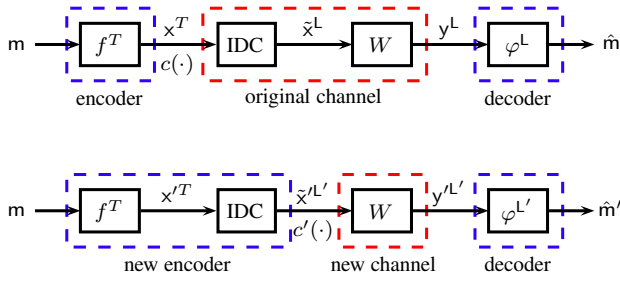 m f^T x^T c(·) IDC x̃^L W y^L φ^L m̂
encoder original channel decoder
m f^T x'^T IDC x̃'^{L'} c'(·) W y'^{L'} φ^{L'} m̂'
new encoder new channel decoder